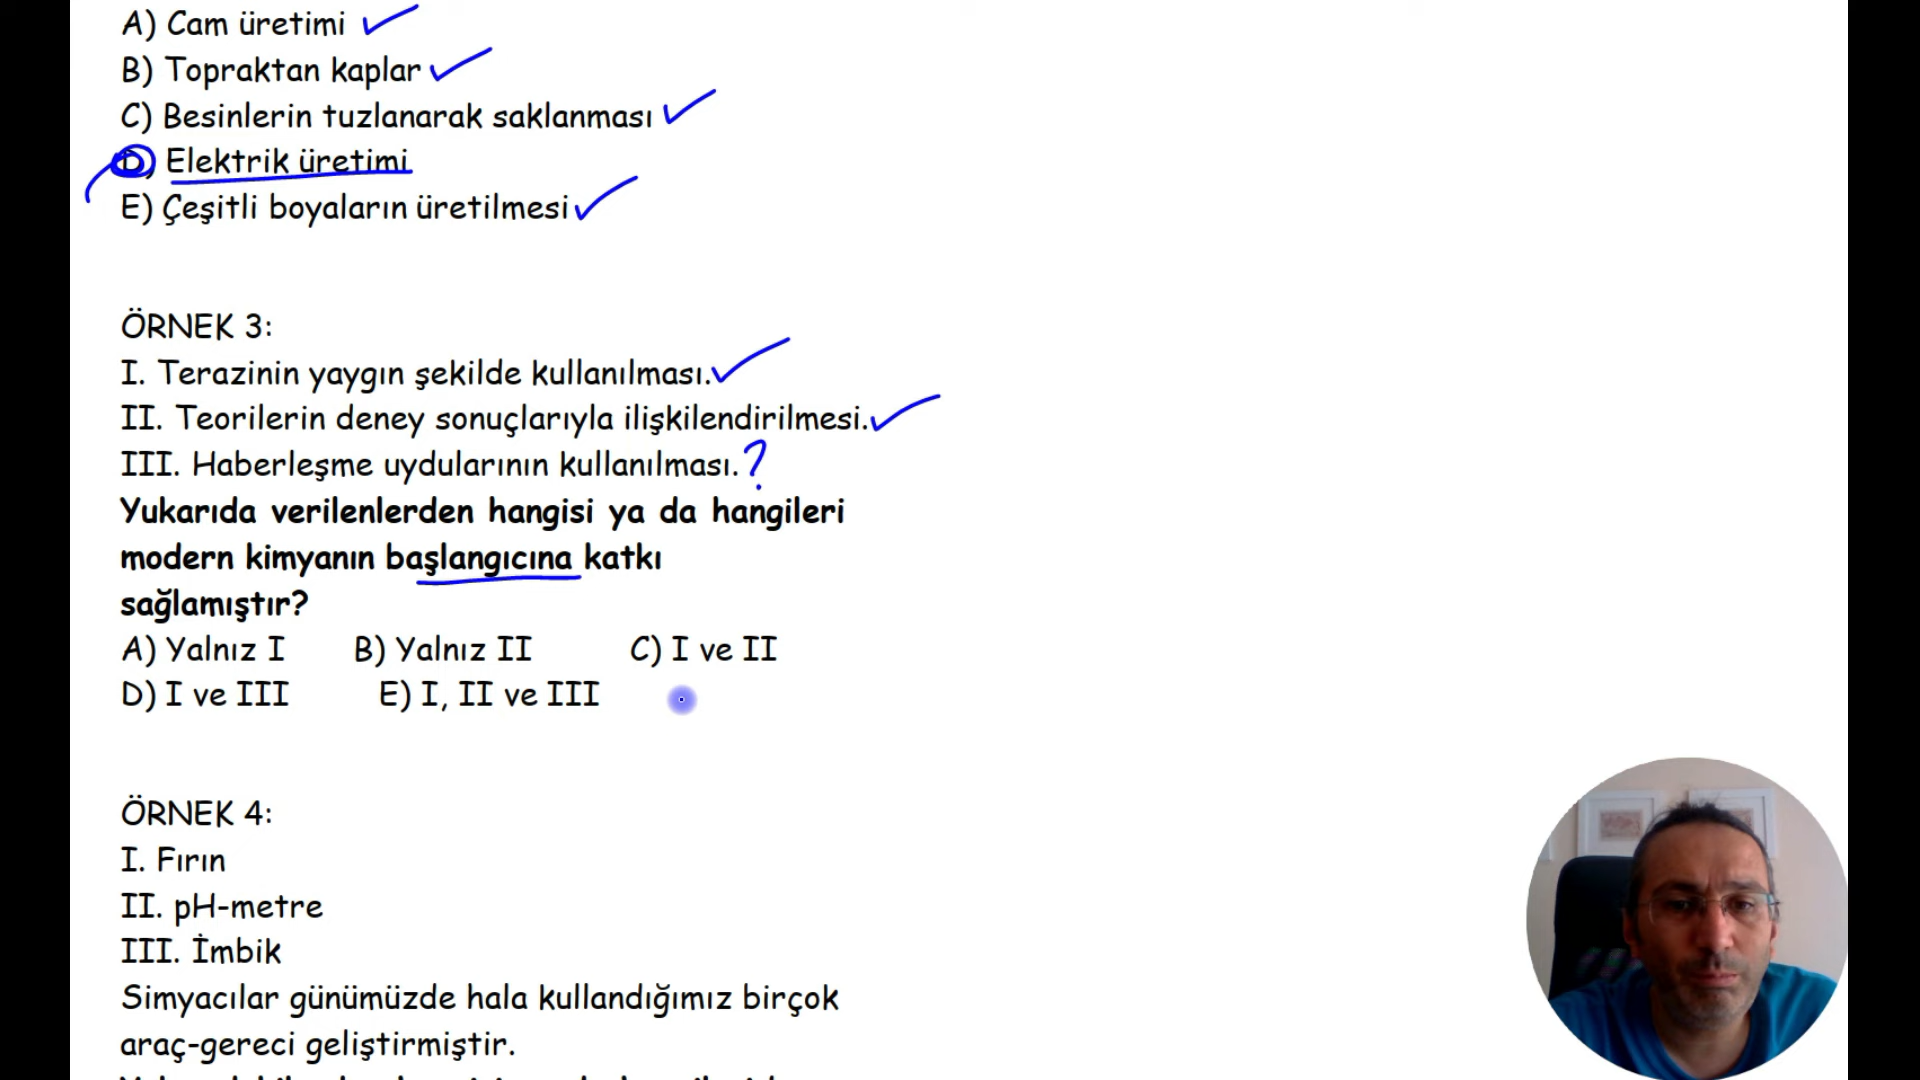 A) Cam üretimi
B) Topraktan kaplar
C) Besinlerin tuzlanarak saklanması
D) Elektrik üretimi
E) Çeşitli boyaların üretilmesi
ÖRNEK 3:
I. Terazinin yaygın şekilde kullanılması.
II. Teorilerin deney sonuçlarıyla ilişkilendirilmesi.
III. Haberleşme uydularının kullanılması. ?
Yukarıda verilenlerden hangisi ya da hangileri
modern kimyanın başlangıcına katkı
sağlamıştır?
A) Yalnız I B) Yalnız II C) I ve II
D) I ve III E) I, II ve III
ÖRNEK 4:
I. Fırın
II. pH-metre
III. İmbik
Simyacılar günümüzde hala kullandığımız birçok
araç-gereci geliştirmiştir.